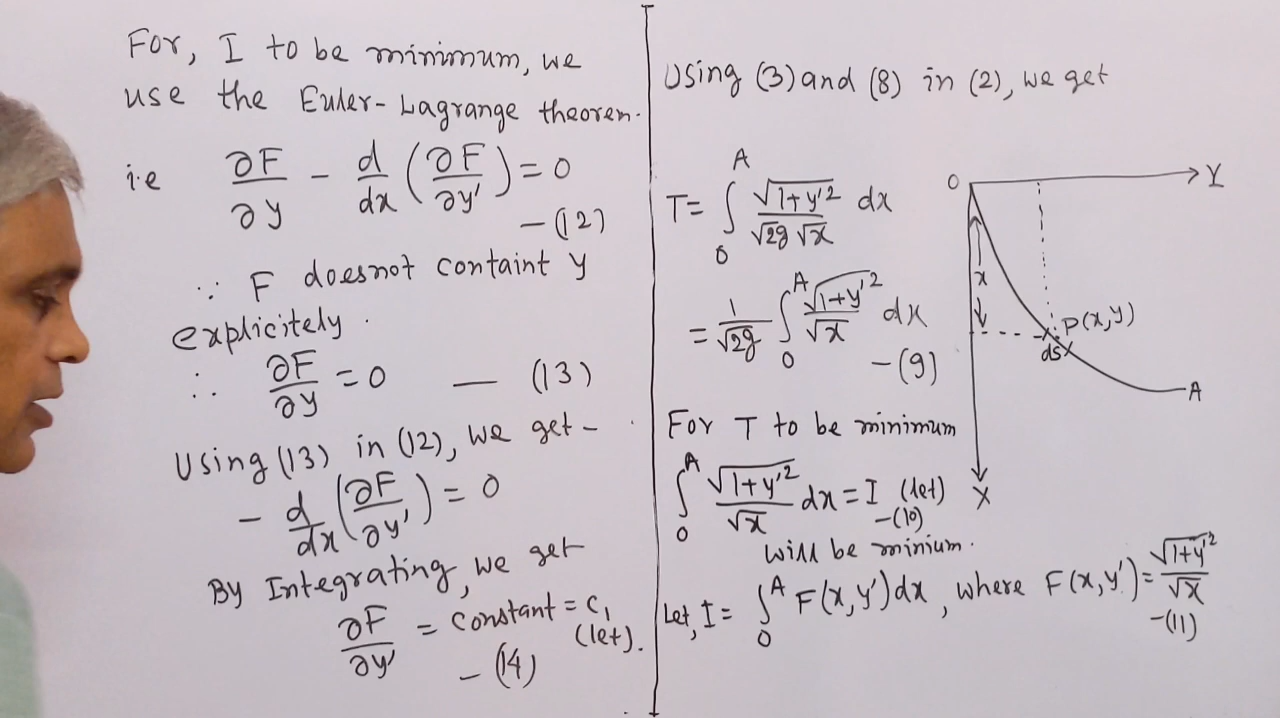 For, I to be minimum, we
use the Euler-Lagrange theorem.
i.e ∂F/∂y - d/dx (∂F/∂y') = 0
-(12)
∵ F doesnot containt y
explicitely.
∴ ∂F/∂y = 0 — (13)
Using (13) in (12), we get-
- d/dx (∂F/∂y') = 0
By Integrating, we get
∂F/∂y' = constant = c₁
(let).
- (14)
Using (3) and (8) in (2), we get
T = ∫₀ᴬ √(1+y'²)/(√2g √x) dx
= 1/√2g ∫₀ᴬ √(1+y'²)/√x dx
-(9)
For T to be minimum
∫₀ᴬ √(1+y'²)/√x dx = I (let)
-(10)
will be minium.
Let, I = ∫₀ᴬ F(x,y')dx, where F(x,y') = √(1+y'²)/√x
-(11)
O
Y
x
P(x,y)
ds
A
X